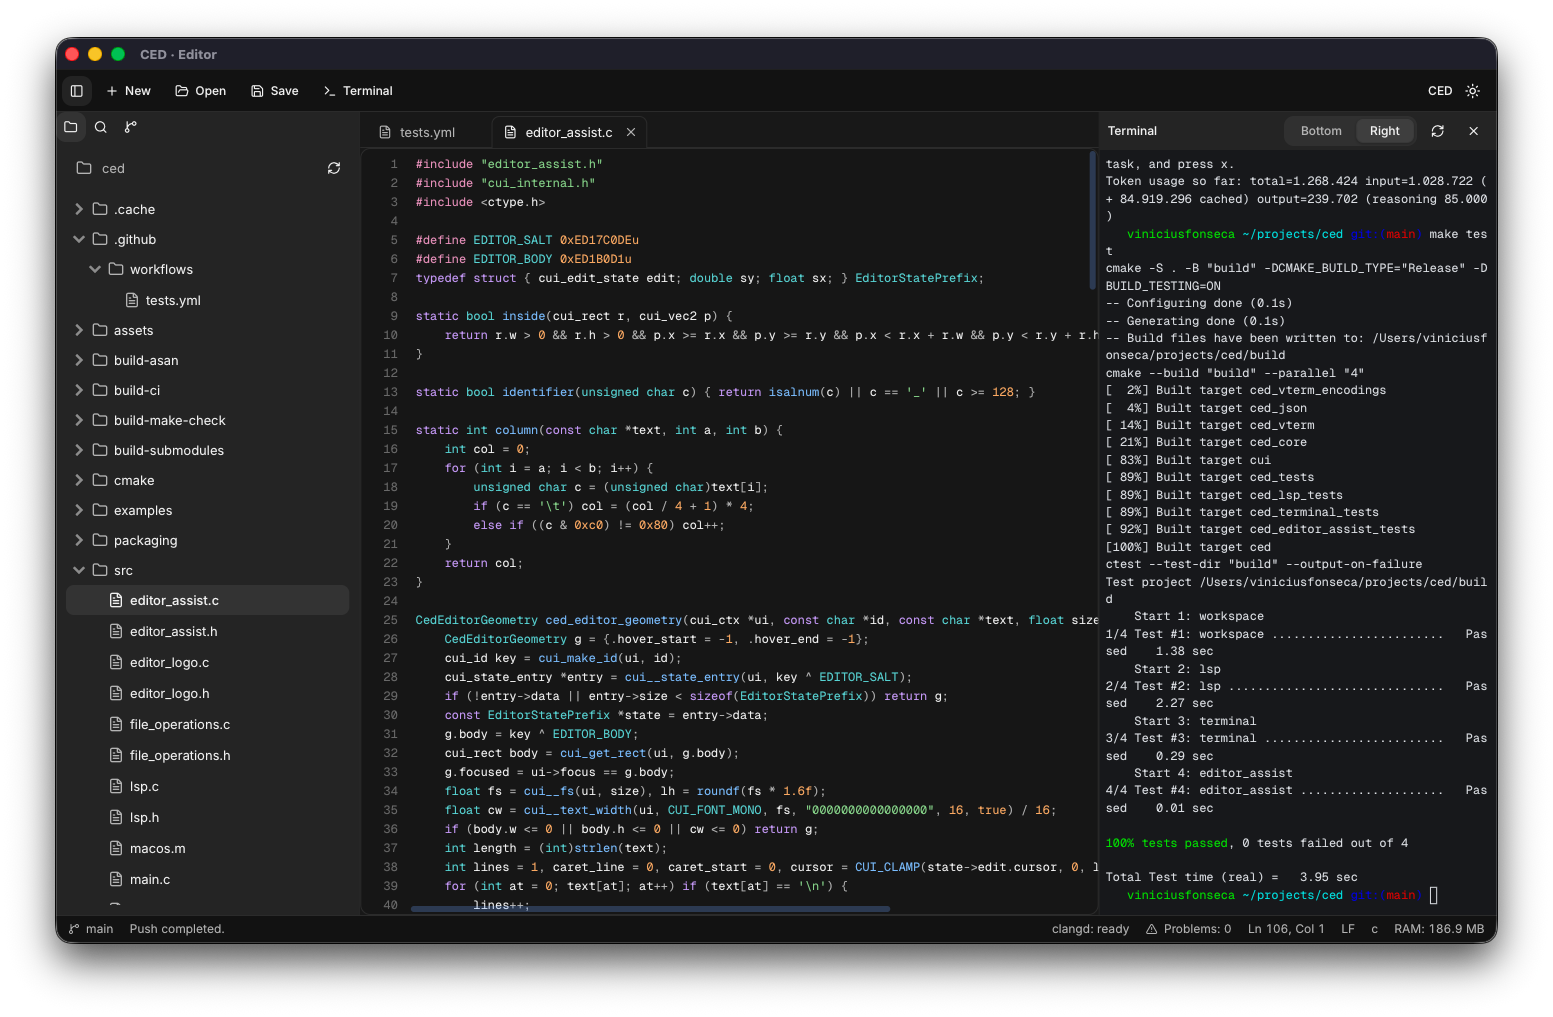 CED · Editor
New
Open
Save
Terminal
CED
ced
.cache
.github
workflows
tests.yml
assets
build-asan
build-ci
build-make-check
build-submodules
cmake
examples
packaging
src
editor_assist.c
editor_assist.h
editor_logo.c
editor_logo.h
file_operations.c
file_operations.h
lsp.c
lsp.h
macos.m
main.c
tests.yml
editor_assist.c
1 #include "editor_assist.h"
2 #include "cui_internal.h"
3 #include <ctype.h>
4
5 #define EDITOR_SALT 0xED17C0DEu
6 #define EDITOR_BODY 0xED1B0D1u
7 typedef struct { cui_edit_state edit; double sy; float sx; } EditorStatePrefix;
8
9 static bool inside(cui_rect r, cui_vec2 p) {
10     return r.w > 0 && r.h > 0 && p.x >= r.x && p.y >= r.y && p.x < r.x + r.w && p.y < r.y + r.h
11 }
12
13 static bool identifier(unsigned char c) { return isalnum(c) || c == '_' || c >= 128; }
14
15 static int column(const char *text, int a, int b) {
16     int col = 0;
17     for (int i = a; i < b; i++) {
18         unsigned char c = (unsigned char)text[i];
19         if (c == '\t') col = (col / 4 + 1) * 4;
20         else if ((c & 0xc0) != 0x80) col++;
21     }
22     return col;
23 }
24
25 CedEditorGeometry ced_editor_geometry(cui_ctx *ui, const char *id, const char *text, float size
26     CedEditorGeometry g = {.hover_start = -1, .hover_end = -1};
27     cui_id key = cui_make_id(ui, id);
28     cui_state_entry *entry = cui__state_entry(ui, key ^ EDITOR_SALT);
29     if (!entry->data || entry->size < sizeof(EditorStatePrefix)) return g;
30     const EditorStatePrefix *state = entry->data;
31     g.body = key ^ EDITOR_BODY;
32     cui_rect body = cui_get_rect(ui, g.body);
33     g.focused = ui->focus == g.body;
34     float fs = cui__fs(ui, size), lh = roundf(fs * 1.6f);
35     float cw = cui__text_width(ui, CUI_FONT_MONO, fs, "0000000000000000", 16, true) / 16;
36     if (body.w <= 0 || body.h <= 0 || cw <= 0) return g;
37     int length = (int)strlen(text);
38     int lines = 1, caret_line = 0, caret_start = 0, cursor = CUI_CLAMP(state->edit.cursor, 0, l
39     for (int at = 0; text[at]; at++) if (text[at] == '\n') {
40         lines++;
Terminal
Bottom
Right
task, and press x.
Token usage so far: total=1.268.424 input=1.028.722 (
+ 84.919.296 cached) output=239.702 (reasoning 85.000
)
viniciusfonseca ~/projects/ced git:(main) make tes
t
cmake -S . -B "build" -DCMAKE_BUILD_TYPE="Release" -D
BUILD_TESTING=ON
-- Configuring done (0.1s)
-- Generating done (0.1s)
-- Build files have been written to: /Users/viniciusf
onseca/projects/ced/build
cmake --build "build" --parallel "4"
[  2%] Built target ced_vterm_encodings
[  4%] Built target ced_json
[ 14%] Built target ced_vterm
[ 21%] Built target ced_core
[ 83%] Built target cui
[ 89%] Built target ced_tests
[ 89%] Built target ced_lsp_tests
[ 89%] Built target ced_terminal_tests
[ 92%] Built target ced_editor_assist_tests
[100%] Built target ced
ctest --test-dir "build" --output-on-failure
Test project /Users/viniciusfonseca/projects/ced/buil
d
    Start 1: workspace
1/4 Test #1: workspace ........................   Pas
sed    1.38 sec
    Start 2: lsp
2/4 Test #2: lsp ..............................   Pas
sed    2.27 sec
    Start 3: terminal
3/4 Test #3: terminal .........................   Pas
sed    0.29 sec
    Start 4: editor_assist
4/4 Test #4: editor_assist ....................   Pas
sed    0.01 sec

100% tests passed, 0 tests failed out of 4

Total Test time (real) =   3.95 sec
viniciusfonseca ~/projects/ced git:(main)
main
Push completed.
clangd: ready
Problems: 0
Ln 106, Col 1
LF
c
RAM: 186.9 MB